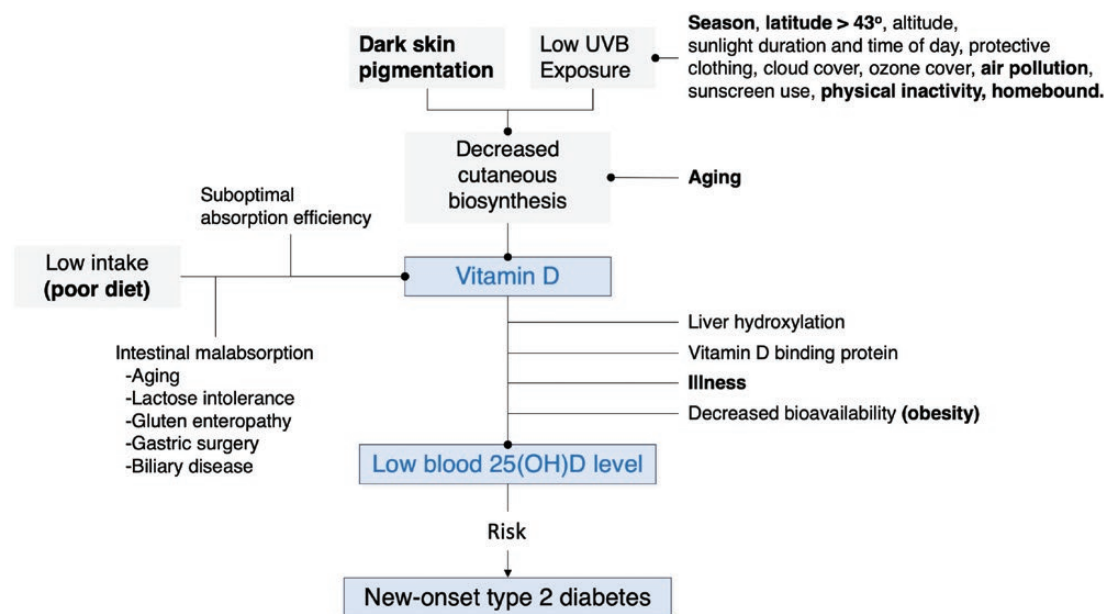 Dark skin
pigmentation
Low UVB
Exposure
Season, latitude > 43º, altitude,
sunlight duration and time of day, protective
clothing, cloud cover, ozone cover, air pollution,
sunscreen use, physical inactivity, homebound.
Decreased
cutaneous
biosynthesis
Aging
Suboptimal
absorption efficiency
Low intake
(poor diet)
Vitamin D
Intestinal malabsorption
-Aging
-Lactose intolerance
-Gluten enteropathy
-Gastric surgery
-Biliary disease
Liver hydroxylation
Vitamin D binding protein
Illness
Decreased bioavailability (obesity)
Low blood 25(OH)D level
Risk
New-onset type 2 diabetes